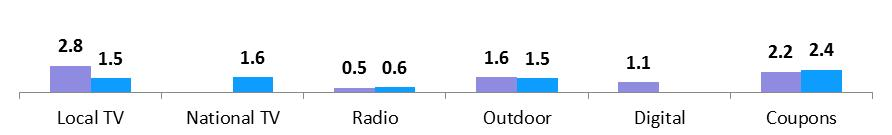 2.8 1.5 1.6 0.5 0.6 1.6 1.5 1.1 2.2 2.4
Local TV National TV Radio Outdoor Digital Coupons